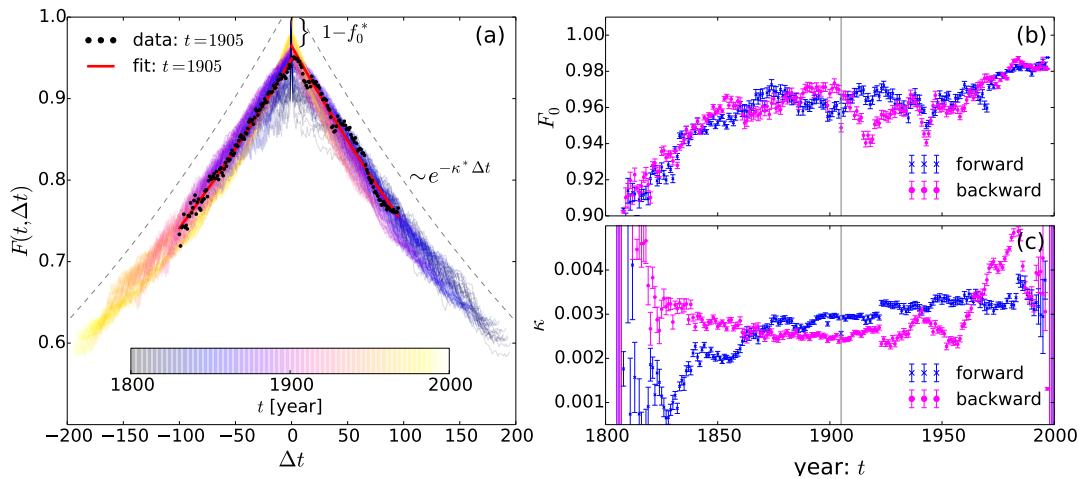 (a)
data: t=1905
fit: t=1905
1−f₀*
~e^{−κ*Δt}
F(t,Δt)
1.0
0.9
0.8
0.7
0.6
1800 1900 2000
t [year]
−200 −150 −100 −50 0 50 100 150 200
Δt
(b)
F₀
1.00
0.98
0.96
0.94
0.92
0.90
forward
backward
(c)
κ
0.004
0.003
0.002
0.001
forward
backward
1800 1850 1900 1950 2000
year: t